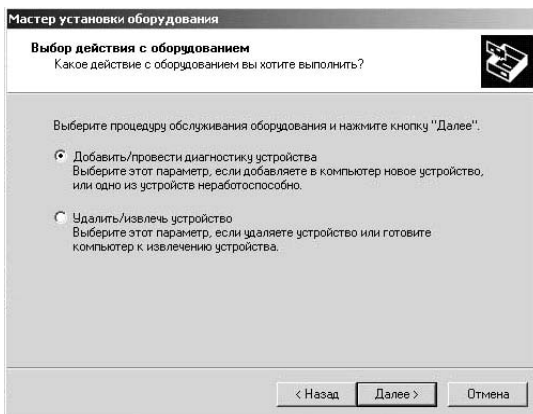 Мастер установки оборудования
Выбор действия с оборудованием
Какое действие с оборудованием вы хотите выполнить?
Выберите процедуру обслуживания оборудования и нажмите кнопку "Далее".
Добавить/провести диагностику устройства
Выберите этот параметр, если добавляете в компьютер новое устройство,
или одно из устройств неработоспособно.
Удалить/извлечь устройство
Выберите этот параметр, если удаляете устройство или готовите
компьютер к извлечению устройства.
< Назад Далее > Отмена